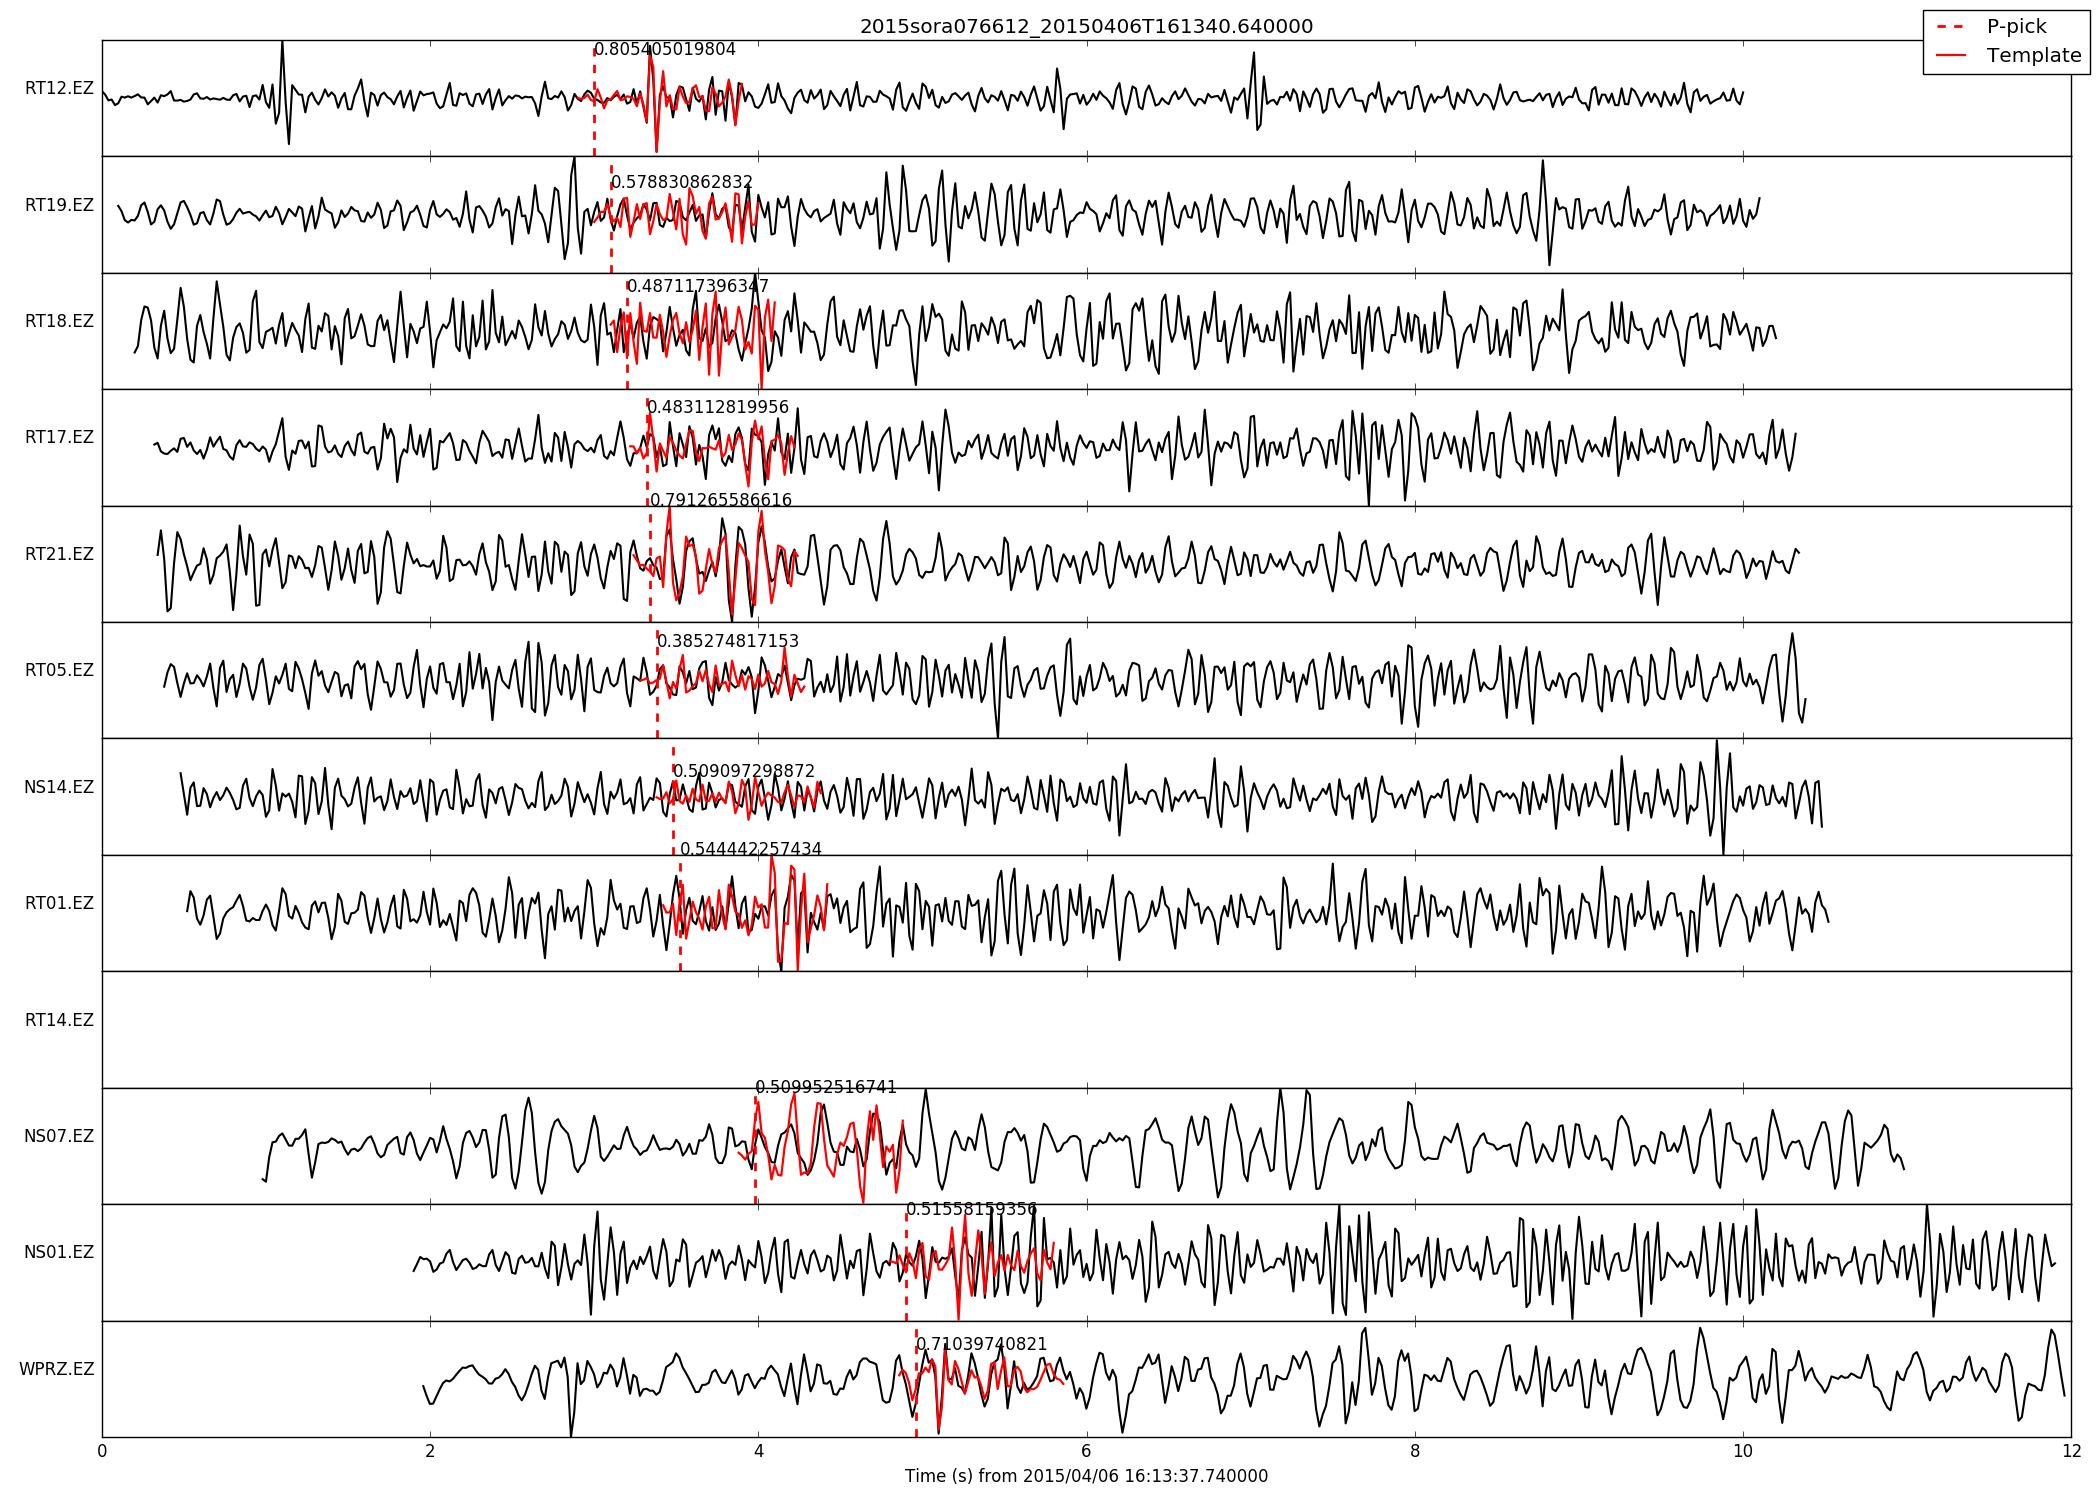 2015sora076612_20150406T161340.640000
P-pick
Template
RT12.EZ
0.805405019804
RT19.EZ
0.578830862832
RT18.EZ
0.487117396347
RT17.EZ
0.483112819956
RT21.EZ
0.791265586616
RT05.EZ
0.385274817153
NS14.EZ
0.509097298872
RT01.EZ
0.544442257434
RT14.EZ
NS07.EZ
0.509952516741
NS01.EZ
0.51558159356
WPRZ.EZ
0.71039740821
0 2 4 6 8 10 12
Time (s) from 2015/04/06 16:13:37.740000